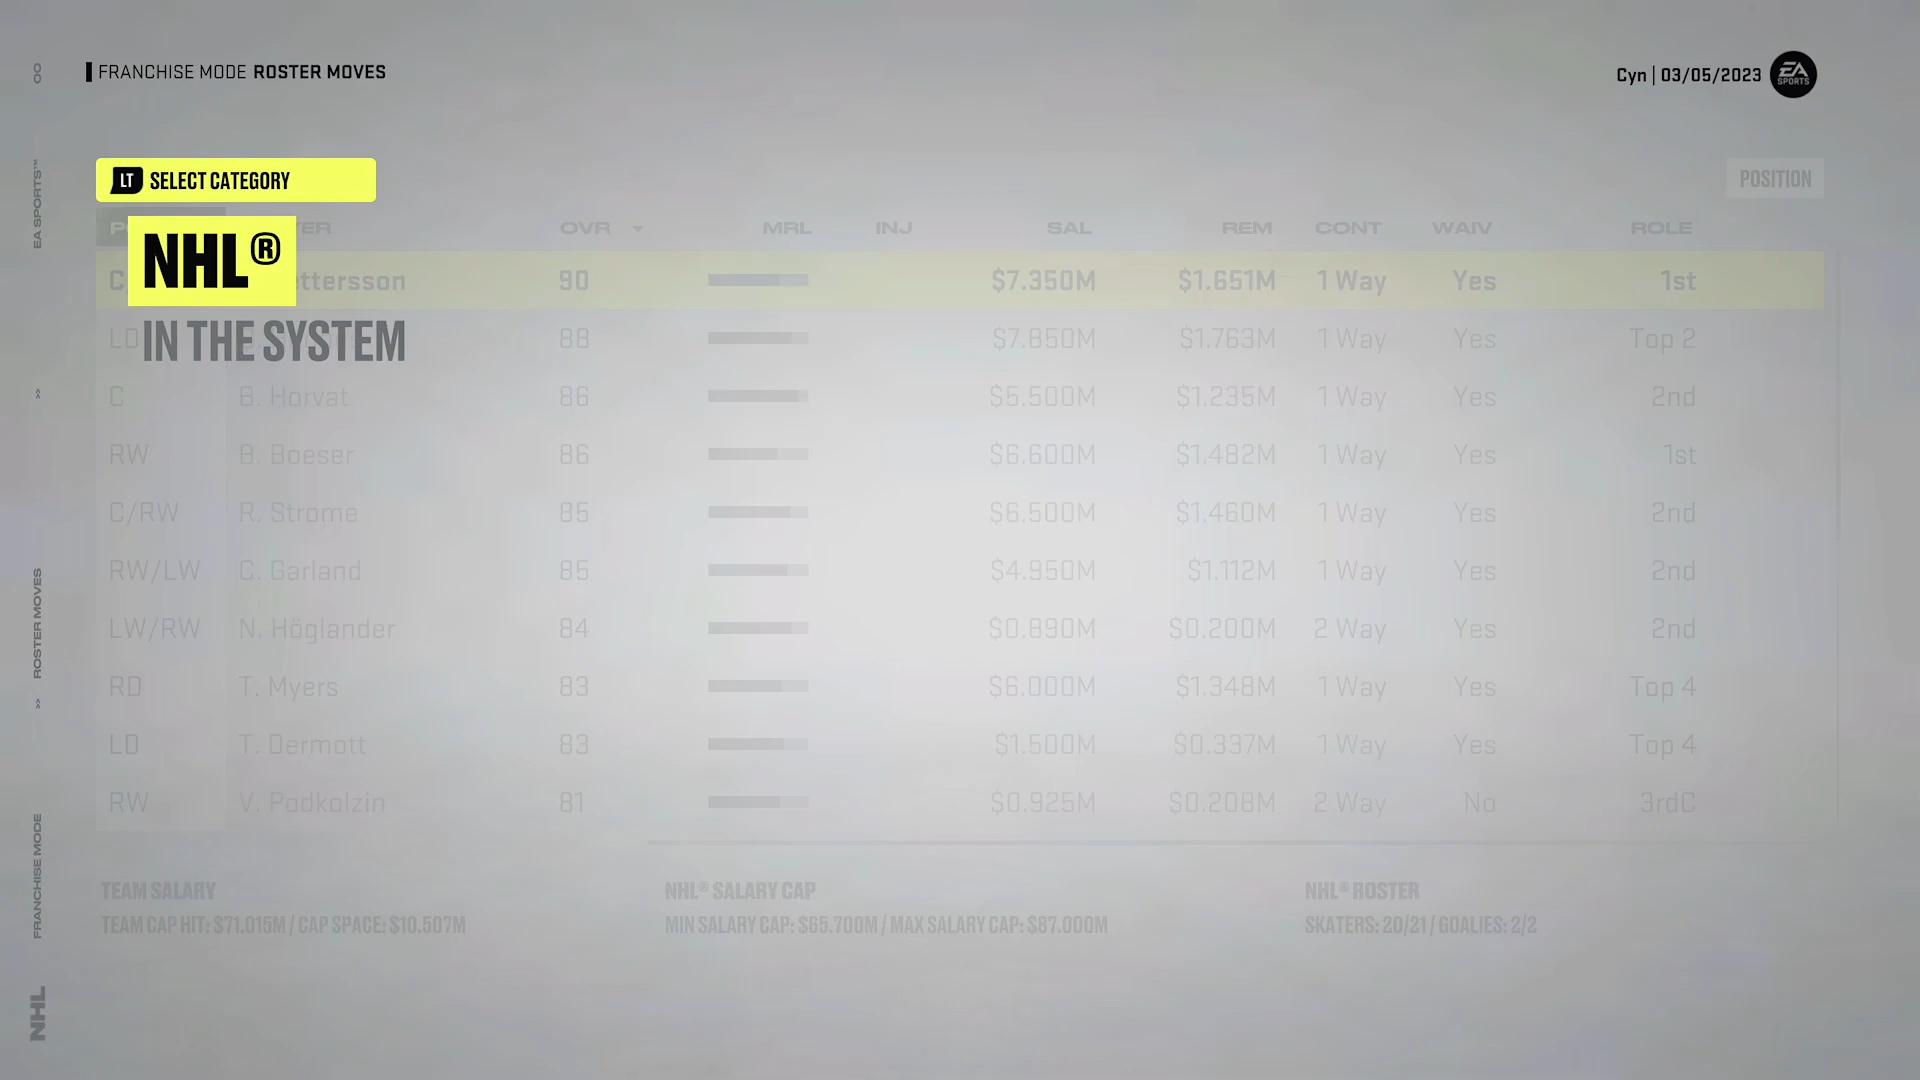 FRANCHISE MODE ROSTER MOVES
Cyn | 03/05/2023
EA SPORTS
LT SELECT CATEGORY
POSITION
OVR MRL INJ SAL REM CONT WAIV ROLE
NHL®
IN THE SYSTEM
C ettersson 90 $7.350M $1.651M 1 Way Yes 1st
LD 88 $7.850M $1.763M 1 Way Yes Top 2
C B. Horvat 86 $5.500M $1.235M 1 Way Yes 2nd
RW B. Boeser 86 $6.600M $1.482M 1 Way Yes 1st
C/RW R. Strome 85 $6.500M $1.460M 1 Way Yes 2nd
RW/LW C. Garland 85 $4.950M $1.112M 1 Way Yes 2nd
LW/RW N. Höglander 84 $0.890M $0.200M 2 Way Yes 2nd
RD T. Myers 83 $6.000M $1.348M 1 Way Yes Top 4
LD T. Dermott 83 $1.500M $0.337M 1 Way Yes Top 4
RW V. Podkolzin 81 $0.925M $0.208M 2 Way No 3rdC
TEAM SALARY
TEAM CAP HIT: $71.015M / CAP SPACE: $10.507M
NHL® SALARY CAP
MIN SALARY CAP: $65.700M / MAX SALARY CAP: $87.000M
NHL® ROSTER
SKATERS: 20/21 / GOALIES: 2/2
NHL FRANCHISE MODE >> ROSTER MOVES >> EA SPORTS™